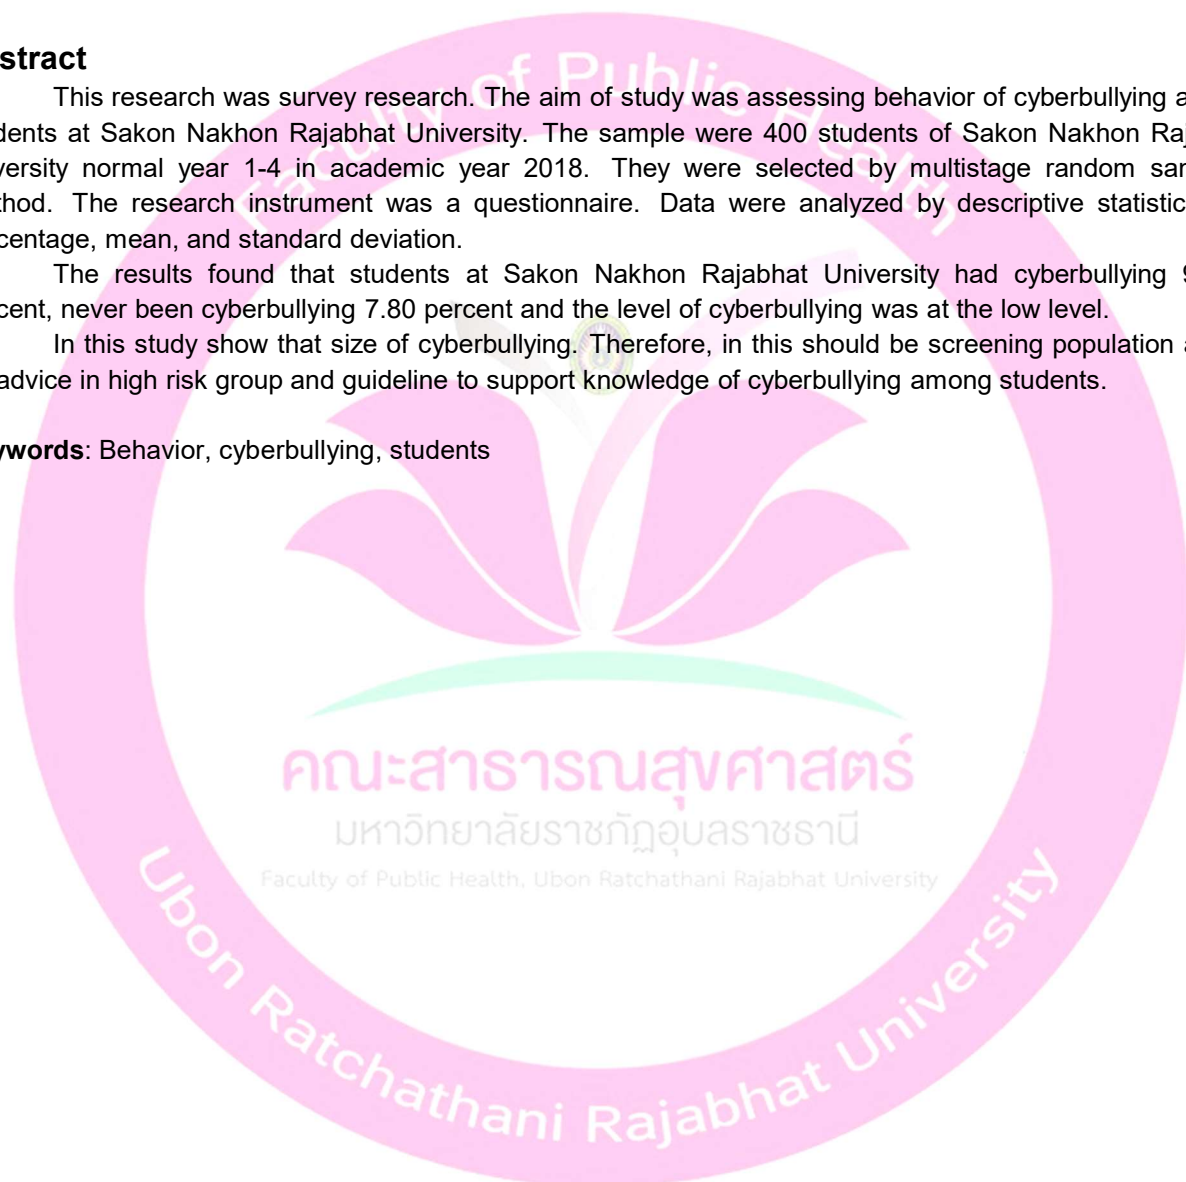 stract
This research was survey research. The aim of study was assessing behavior of cyberbullying a
dents at Sakon Nakhon Rajabhat University. The sample were 400 students of Sakon Nakhon Raj
versity normal year 1-4 in academic year 2018. They were selected by multistage random sar
thod. The research instrument was a questionnaire. Data were analyzed by descriptive statistic
centage, mean, and standard deviation.
The results found that students at Sakon Nakhon Rajabhat University had cyberbullying 9
cent, never been cyberbullying 7.80 percent and the level of cyberbullying was at the low level.
In this study show that size of cyberbullying. Therefore, in this should be screening population a
advice in high risk group and guideline to support knowledge of cyberbullying among students.
ywords: Behavior, cyberbullying, students
Faculty of Public Health
คณะสาธารณสุขศาสตร์
มหาวิทยาลัยราชภัฏอุบลราชธานี
Faculty of Public Health, Ubon Ratchathani Rajabhat University
Ubon Ratchathani Rajabhat University